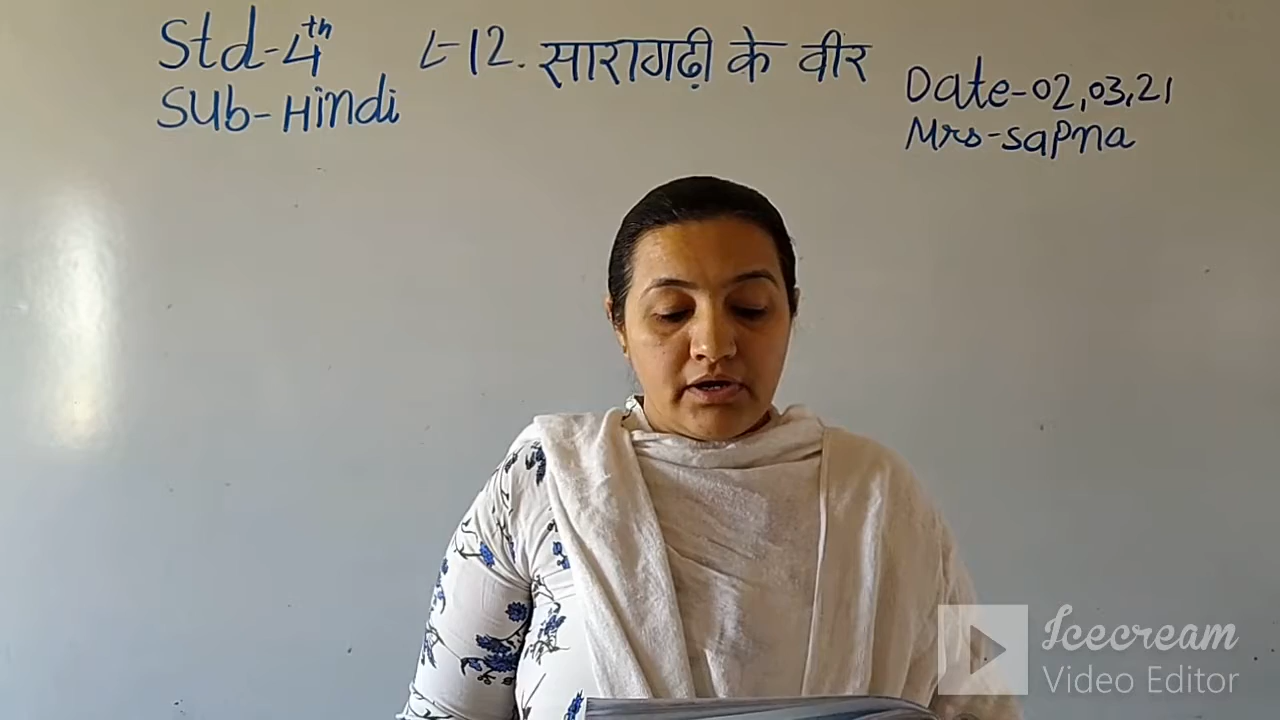 Std-4th
Sub-Hindi
L-12. सारागढ़ी के वीर
Date-02,03,21
Mrs-Sapna
Icecream
Video Editor